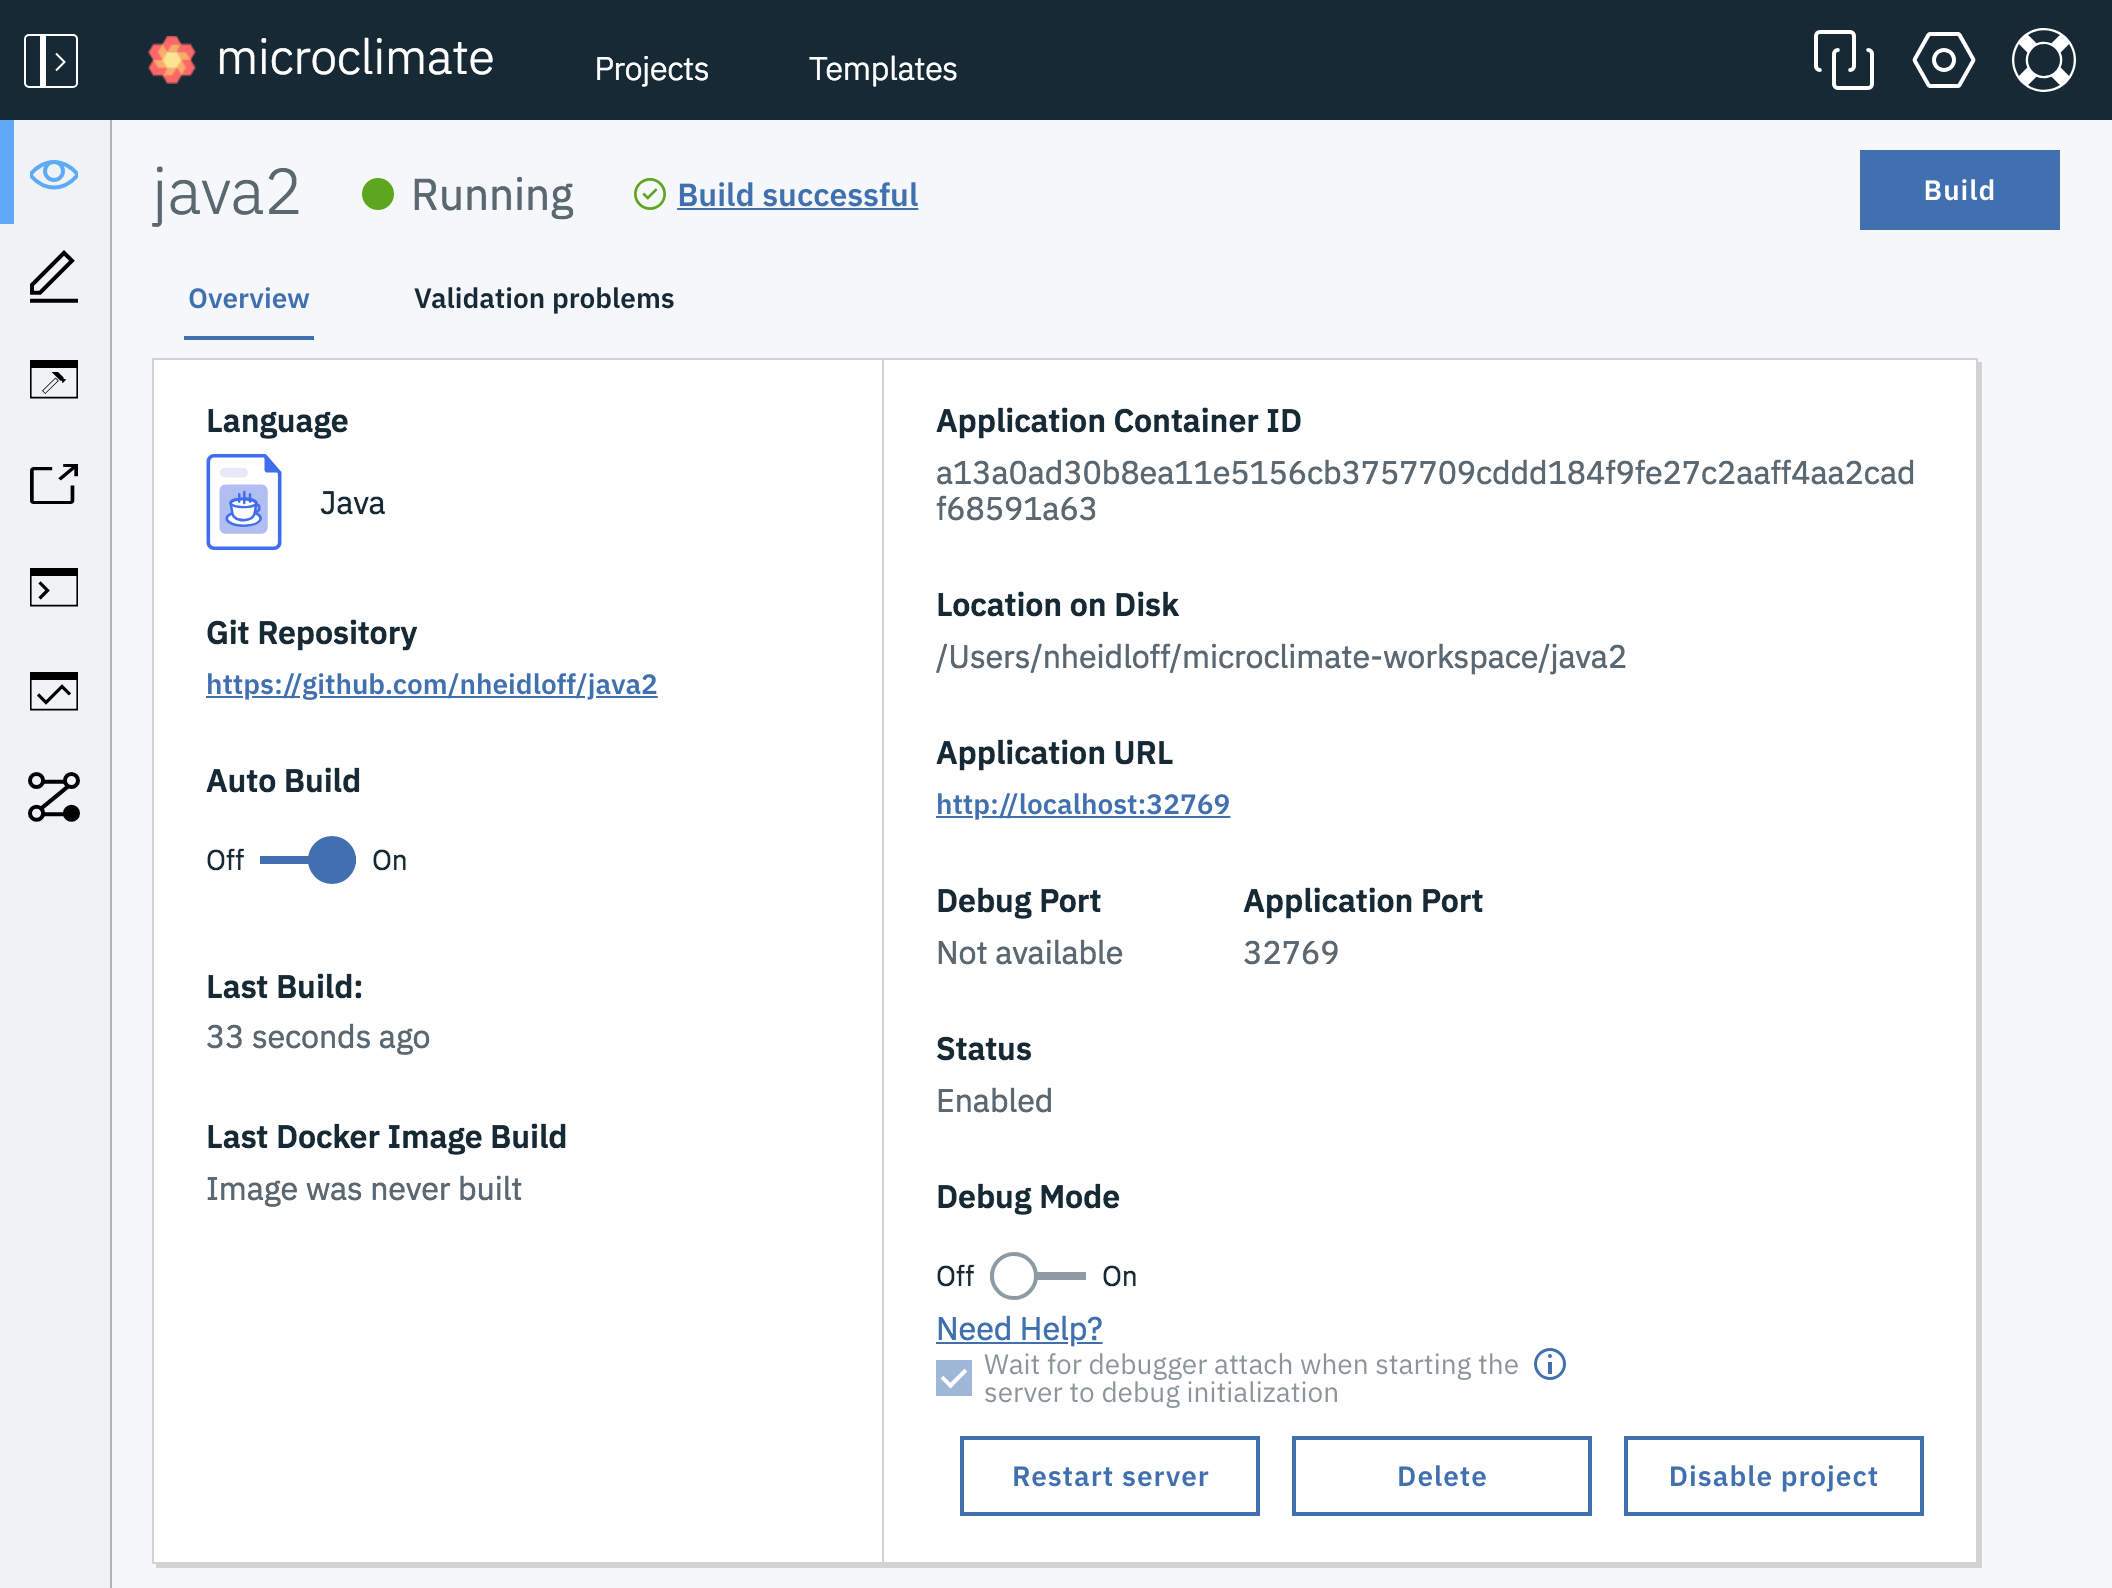 microclimate
Projects
Templates
java2
Running
Build successful
Build
Overview
Validation problems
Language
Java
Git Repository
https://github.com/nheidloff/java2
Auto Build
Off
On
Last Build:
33 seconds ago
Last Docker Image Build
Image was never built
Application Container ID
a13a0ad30b8ea11e5156cb3757709cddd184f9fe27c2aaff4aa2cad
f68591a63
Location on Disk
/Users/nheidloff/microclimate-workspace/java2
Application URL
http://localhost:32769
Debug Port
Application Port
Not available
32769
Status
Enabled
Debug Mode
Off
On
Need Help?
Wait for debugger attach when starting the
server to debug initialization
Restart server
Delete
Disable project